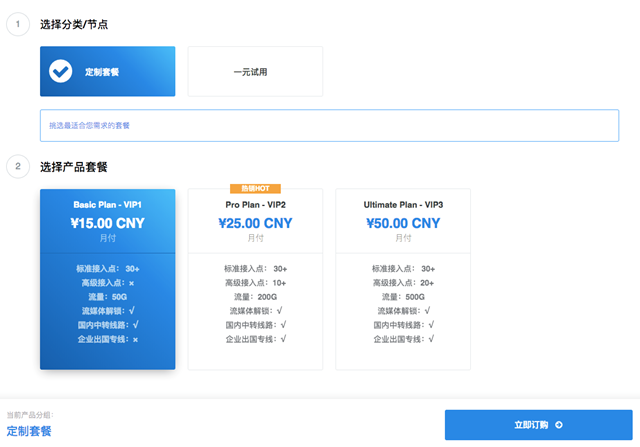 1
选择分类/节点
定制套餐
一元试用
挑选最适合您需求的套餐
2
选择产品套餐
Basic Plan - VIP1
¥15.00 CNY
月付
标准接入点： 30+
高级接入点：×
流量：50G
流媒体解锁：√
国内中转线路：√
企业出国专线：×
热销HOT
Pro Plan - VIP2
¥25.00 CNY
月付
标准接入点： 30+
高级接入点：10+
流量：200G
流媒体解锁：√
国内中转线路：√
企业出国专线：√
Ultimate Plan - VIP3
¥50.00 CNY
月付
标准接入点： 30+
高级接入点：20+
流量：500G
流媒体解锁：√
国内中转线路：√
企业出国专线：√
当前产品分组：
定制套餐
立即订购